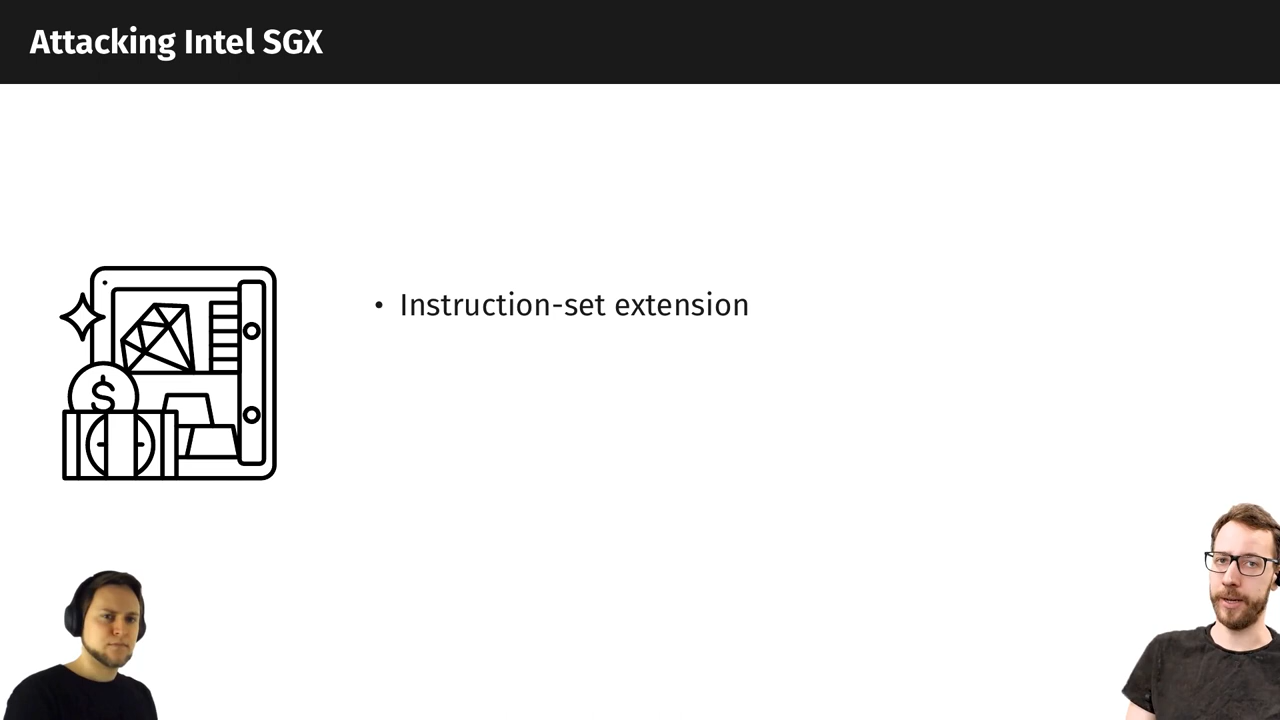 Attacking Intel SGX
• Instruction-set extension
$